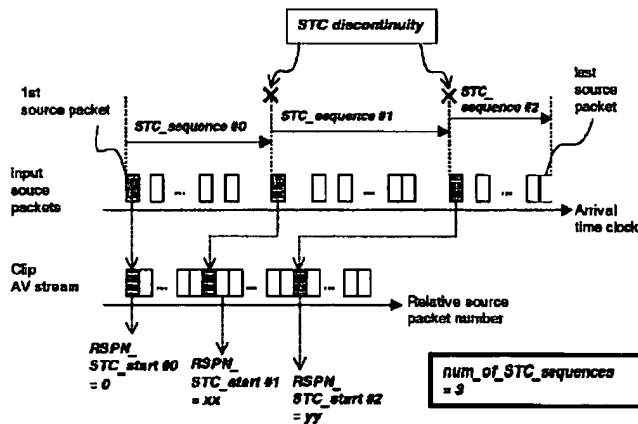 STC discontinuity
1st
source packet
STC_sequence #0
STC_sequence #1
STC_
sequence #2
last
source
packet
input
souce
packets
...
...
...
Arrival
time clock
Clip
AV stream
...
...
...
Relative source
packet number
RSPN_
STC_start #0
= 0
RSPN_
STC_start #1
= xx
RSPN_
STC_start #2
= yy
num_of_STC_sequences
= 3